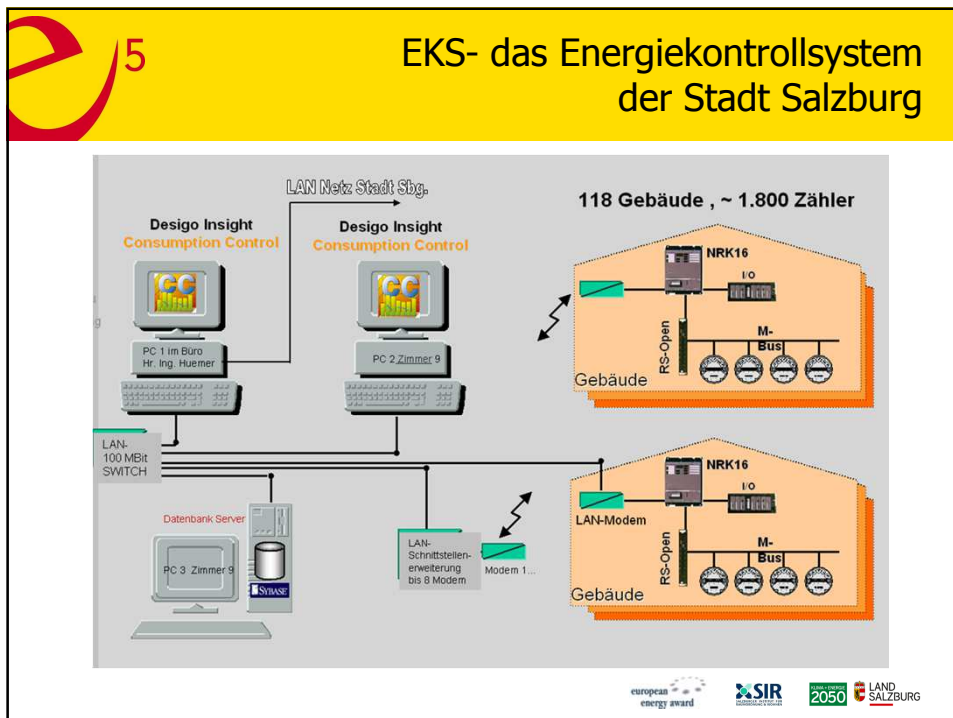 e5
EKS- das Energiekontrollsystem
der Stadt Salzburg
LAN Netz Stadt Sbg.
118 Gebäude , ~ 1.800 Zähler
Desigo Insight
Consumption Control
Desigo Insight
Consumption Control
CC
CC
PC 1 im Büro
Hr. Ing. Huemer
PC 2 Zimmer 9
NRK16
I/O
RS-Open
M-
Bus
Gebäude
LAN-
100 MBit
SWITCH
Datenbank Server
PC 3 Zimmer 9
SYBASE
LAN-
Schnittstellen-
erweiterung
bis 8 Modem
Modem 1...
NRK16
I/O
LAN-Modem
RS-Open
M-
Bus
Gebäude
european
energy award
SIR
KLIMA + ENERGIE
2050
LAND
SALZBURG